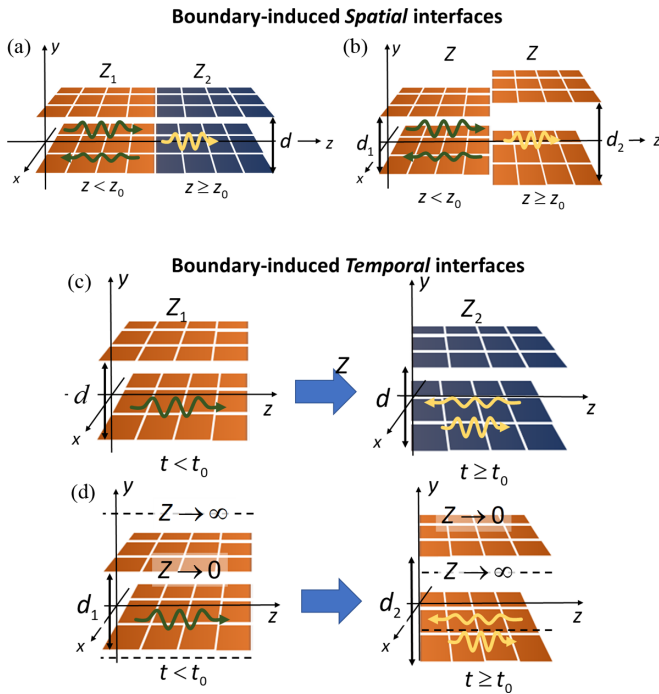 Boundary-induced Spatial interfaces
(a) y Z₁ Z₂
d z
x z < z₀ z ≥ z₀
(b) y Z Z
d₁ d₂ z
x z < z₀ z ≥ z₀
Boundary-induced Temporal interfaces
(c) y Z₁
d z
x t < t₀
Z
y Z₂
d z
x t ≥ t₀
(d) y
Z → ∞
Z → 0
d₁ z
x t < t₀
y
Z → 0
Z → ∞
d₂ z
x t ≥ t₀